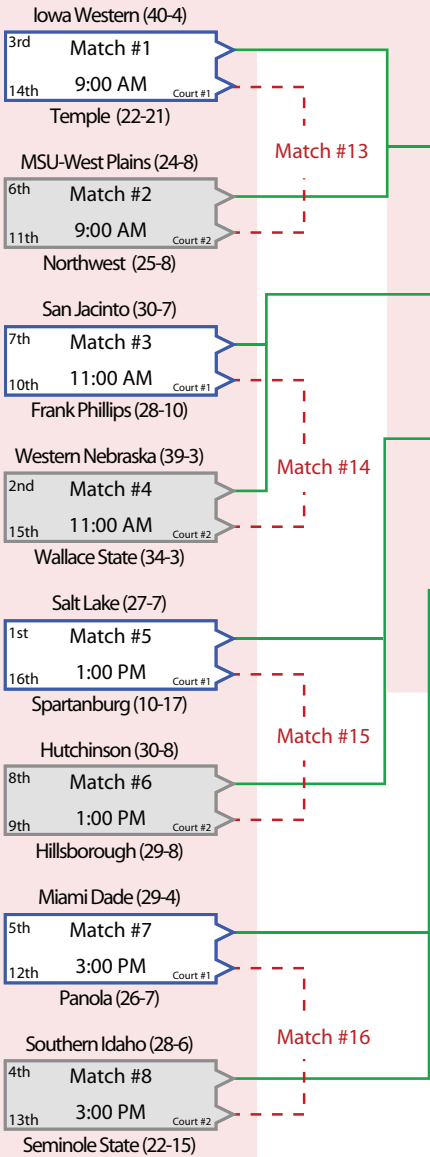 Iowa Western (40-4)
3rd Match #1
14th 9:00 AM Court #1
Temple (22-21)
Match #13
MSU-West Plains (24-8)
6th Match #2
11th 9:00 AM Court #2
Northwest (25-8)
San Jacinto (30-7)
7th Match #3
10th 11:00 AM Court #1
Frank Phillips (28-10)
Match #14
Western Nebraska (39-3)
2nd Match #4
15th 11:00 AM Court #2
Wallace State (34-3)
Salt Lake (27-7)
1st Match #5
16th 1:00 PM Court #1
Spartanburg (10-17)
Match #15
Hutchinson (30-8)
8th Match #6
9th 1:00 PM Court #2
Hillsborough (29-8)
Miami Dade (29-4)
5th Match #7
12th 3:00 PM Court #1
Panola (26-7)
Match #16
Southern Idaho (28-6)
4th Match #8
13th 3:00 PM Court #2
Seminole State (22-15)